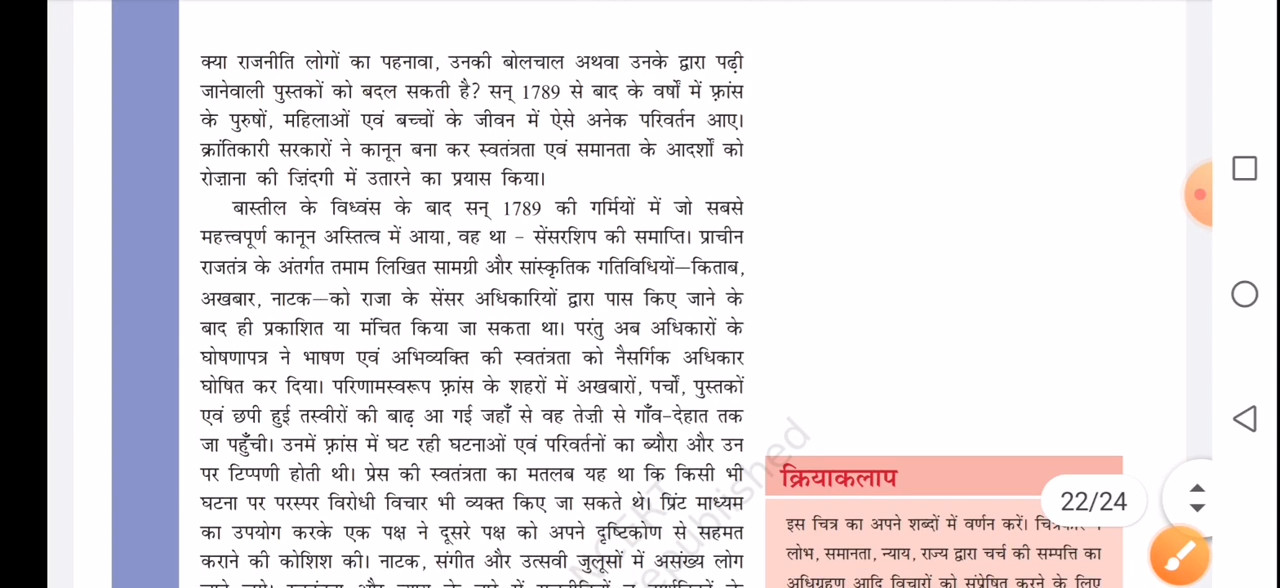 क्या राजनीति लोगों का पहनावा, उनकी बोलचाल अथवा उनके द्वारा पढ़ी
जानेवाली पुस्तकों को बदल सकती है? सन् 1789 से बाद के वर्षों में फ़्रांस
के पुरुषों, महिलाओं एवं बच्चों के जीवन में ऐसे अनेक परिवर्तन आए।
क्रांतिकारी सरकारों ने कानून बना कर स्वतंत्रता एवं समानता के आदर्शों को
रोज़ाना की ज़िंदगी में उतारने का प्रयास किया।
बास्तील के विध्वंस के बाद सन् 1789 की गर्मियों में जो सबसे
महत्त्वपूर्ण कानून अस्तित्व में आया, वह था – सेंसरशिप की समाप्ति। प्राचीन
राजतंत्र के अंतर्गत तमाम लिखित सामग्री और सांस्कृतिक गतिविधियों—किताब,
अखबार, नाटक—को राजा के सेंसर अधिकारियों द्वारा पास किए जाने के
बाद ही प्रकाशित या मंचित किया जा सकता था। परंतु अब अधिकारों के
घोषणापत्र ने भाषण एवं अभिव्यक्ति की स्वतंत्रता को नैसर्गिक अधिकार
घोषित कर दिया। परिणामस्वरूप फ़्रांस के शहरों में अखबारों, पर्चों, पुस्तकों
एवं छपी हुई तस्वीरों की बाढ़ आ गई जहाँ से वह तेज़ी से गाँव-देहात तक
जा पहुँची। उनमें फ़्रांस में घट रही घटनाओं एवं परिवर्तनों का ब्यौरा और उन
पर टिप्पणी होती थी। प्रेस की स्वतंत्रता का मतलब यह था कि किसी भी
घटना पर परस्पर विरोधी विचार भी व्यक्त किए जा सकते थे। प्रिंट माध्यम
का उपयोग करके एक पक्ष ने दूसरे पक्ष को अपने दृष्टिकोण से सहमत
कराने की कोशिश की। नाटक, संगीत और उत्सवी जुलूसों में असंख्य लोग
क्रियाकलाप
22/24
इस चित्र का अपने शब्दों में वर्णन करें।
लोभ, समानता, न्याय, राज्य द्वारा चर्च की सम्पत्ति का
अधिग्रहण आदि विचारों को संप्रेषित करने के लिए
NCERT
republished